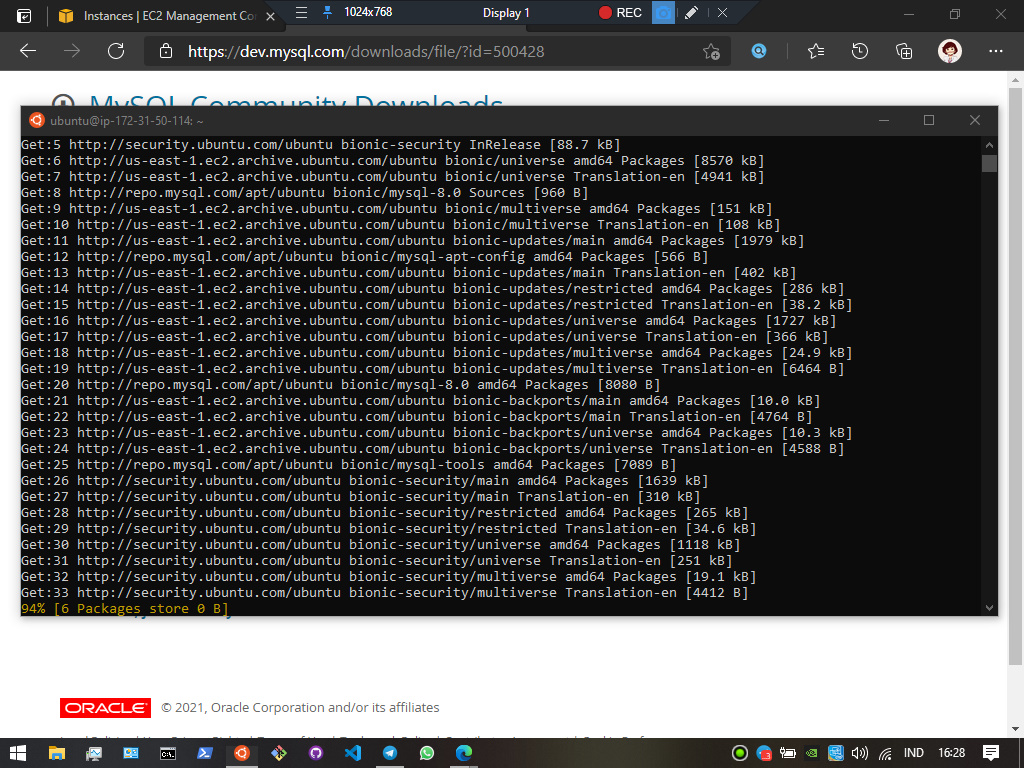 Instances | EC2 Management Co
1024x768
Display 1
REC
https://dev.mysql.com/downloads/file/?id=500428
MySQL Community Downloads
ubuntu@ip-172-31-50-114: ~
Get:5 http://security.ubuntu.com/ubuntu bionic-security InRelease [88.7 kB]
Get:6 http://us-east-1.ec2.archive.ubuntu.com/ubuntu bionic/universe amd64 Packages [8570 kB]
Get:7 http://us-east-1.ec2.archive.ubuntu.com/ubuntu bionic/universe Translation-en [4941 kB]
Get:8 http://repo.mysql.com/apt/ubuntu bionic/mysql-8.0 Sources [960 B]
Get:9 http://us-east-1.ec2.archive.ubuntu.com/ubuntu bionic/multiverse amd64 Packages [151 kB]
Get:10 http://us-east-1.ec2.archive.ubuntu.com/ubuntu bionic/multiverse Translation-en [108 kB]
Get:11 http://us-east-1.ec2.archive.ubuntu.com/ubuntu bionic-updates/main amd64 Packages [1979 kB]
Get:12 http://repo.mysql.com/apt/ubuntu bionic/mysql-apt-config amd64 Packages [566 B]
Get:13 http://us-east-1.ec2.archive.ubuntu.com/ubuntu bionic-updates/main Translation-en [402 kB]
Get:14 http://us-east-1.ec2.archive.ubuntu.com/ubuntu bionic-updates/restricted amd64 Packages [286 kB]
Get:15 http://us-east-1.ec2.archive.ubuntu.com/ubuntu bionic-updates/restricted Translation-en [38.2 kB]
Get:16 http://us-east-1.ec2.archive.ubuntu.com/ubuntu bionic-updates/universe amd64 Packages [1727 kB]
Get:17 http://us-east-1.ec2.archive.ubuntu.com/ubuntu bionic-updates/universe Translation-en [366 kB]
Get:18 http://us-east-1.ec2.archive.ubuntu.com/ubuntu bionic-updates/multiverse amd64 Packages [24.9 kB]
Get:19 http://us-east-1.ec2.archive.ubuntu.com/ubuntu bionic-updates/multiverse Translation-en [6464 B]
Get:20 http://repo.mysql.com/apt/ubuntu bionic/mysql-8.0 amd64 Packages [8080 B]
Get:21 http://us-east-1.ec2.archive.ubuntu.com/ubuntu bionic-backports/main amd64 Packages [10.0 kB]
Get:22 http://us-east-1.ec2.archive.ubuntu.com/ubuntu bionic-backports/main Translation-en [4764 B]
Get:23 http://us-east-1.ec2.archive.ubuntu.com/ubuntu bionic-backports/universe amd64 Packages [10.3 kB]
Get:24 http://us-east-1.ec2.archive.ubuntu.com/ubuntu bionic-backports/universe Translation-en [4588 B]
Get:25 http://repo.mysql.com/apt/ubuntu bionic/mysql-tools amd64 Packages [7089 B]
Get:26 http://security.ubuntu.com/ubuntu bionic-security/main amd64 Packages [1639 kB]
Get:27 http://security.ubuntu.com/ubuntu bionic-security/main Translation-en [310 kB]
Get:28 http://security.ubuntu.com/ubuntu bionic-security/restricted amd64 Packages [265 kB]
Get:29 http://security.ubuntu.com/ubuntu bionic-security/restricted Translation-en [34.6 kB]
Get:30 http://security.ubuntu.com/ubuntu bionic-security/universe amd64 Packages [1118 kB]
Get:31 http://security.ubuntu.com/ubuntu bionic-security/universe Translation-en [251 kB]
Get:32 http://security.ubuntu.com/ubuntu bionic-security/multiverse amd64 Packages [19.1 kB]
Get:33 http://security.ubuntu.com/ubuntu bionic-security/multiverse Translation-en [4412 B]
94% [6 Packages store 0 B]
ORACLE © 2021, Oracle Corporation and/or its affiliates
IND 16:28